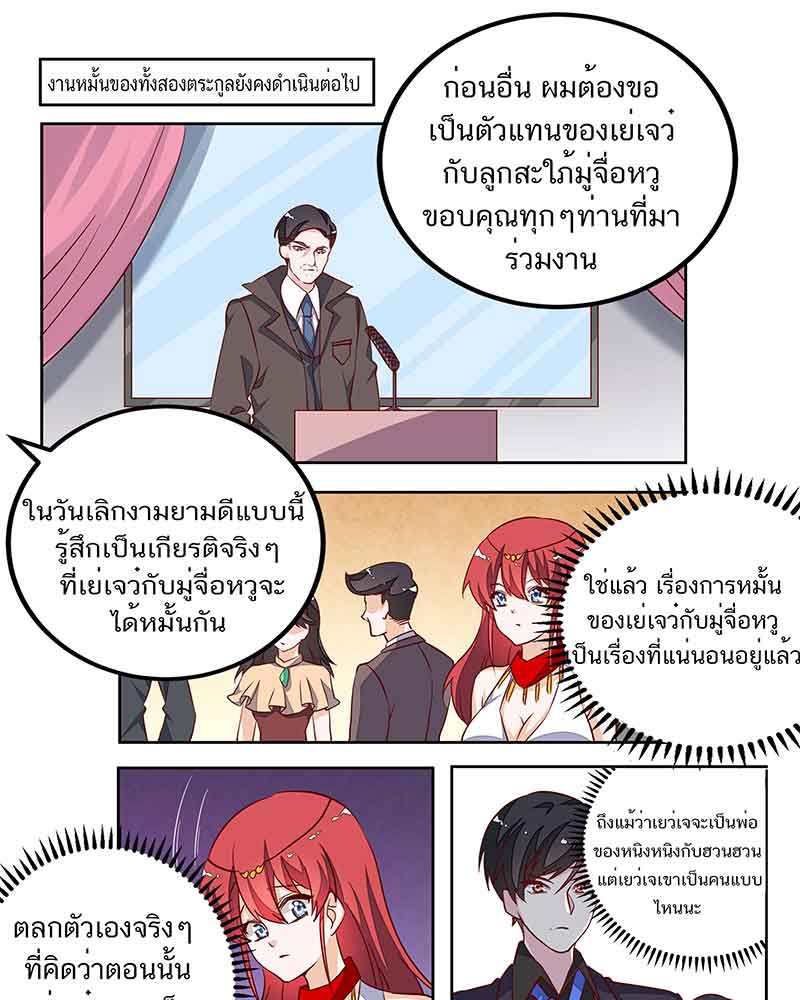 งานหมั้นของทั้งสองตระกูลยังคงดำเนินต่อไป
ก่อนอื่น ผมต้องขอ
เป็นตัวแทนของเย่เจว๋
กับลูกสะใภ้มู่จื่อหวู
ขอบคุณทุกๆท่านที่มา
ร่วมงาน
ในวันเลิกงามยามดีแบบนี้
รู้สึกเป็นเกียรติจริงๆ
ที่เย่เจว๋กับมู่จื่อหวูจะ
ได้หมั้นกัน
ใช่แล้ว เรื่องการหมั้น
ของเย่เจว๋กับมู่จื่อหวู
เป็นเรื่องที่แน่นอนอยู่แล้ว
ถึงแม้ว่าเยว่เจจะเป็นพ่อ
ของหนิงหนิงกับฮวนฮวน
แต่เยว่เจเขาเป็นคนแบบ
ไหนนะ
ตลกตัวเองจริงๆ
ที่คิดว่าตอนนั้น